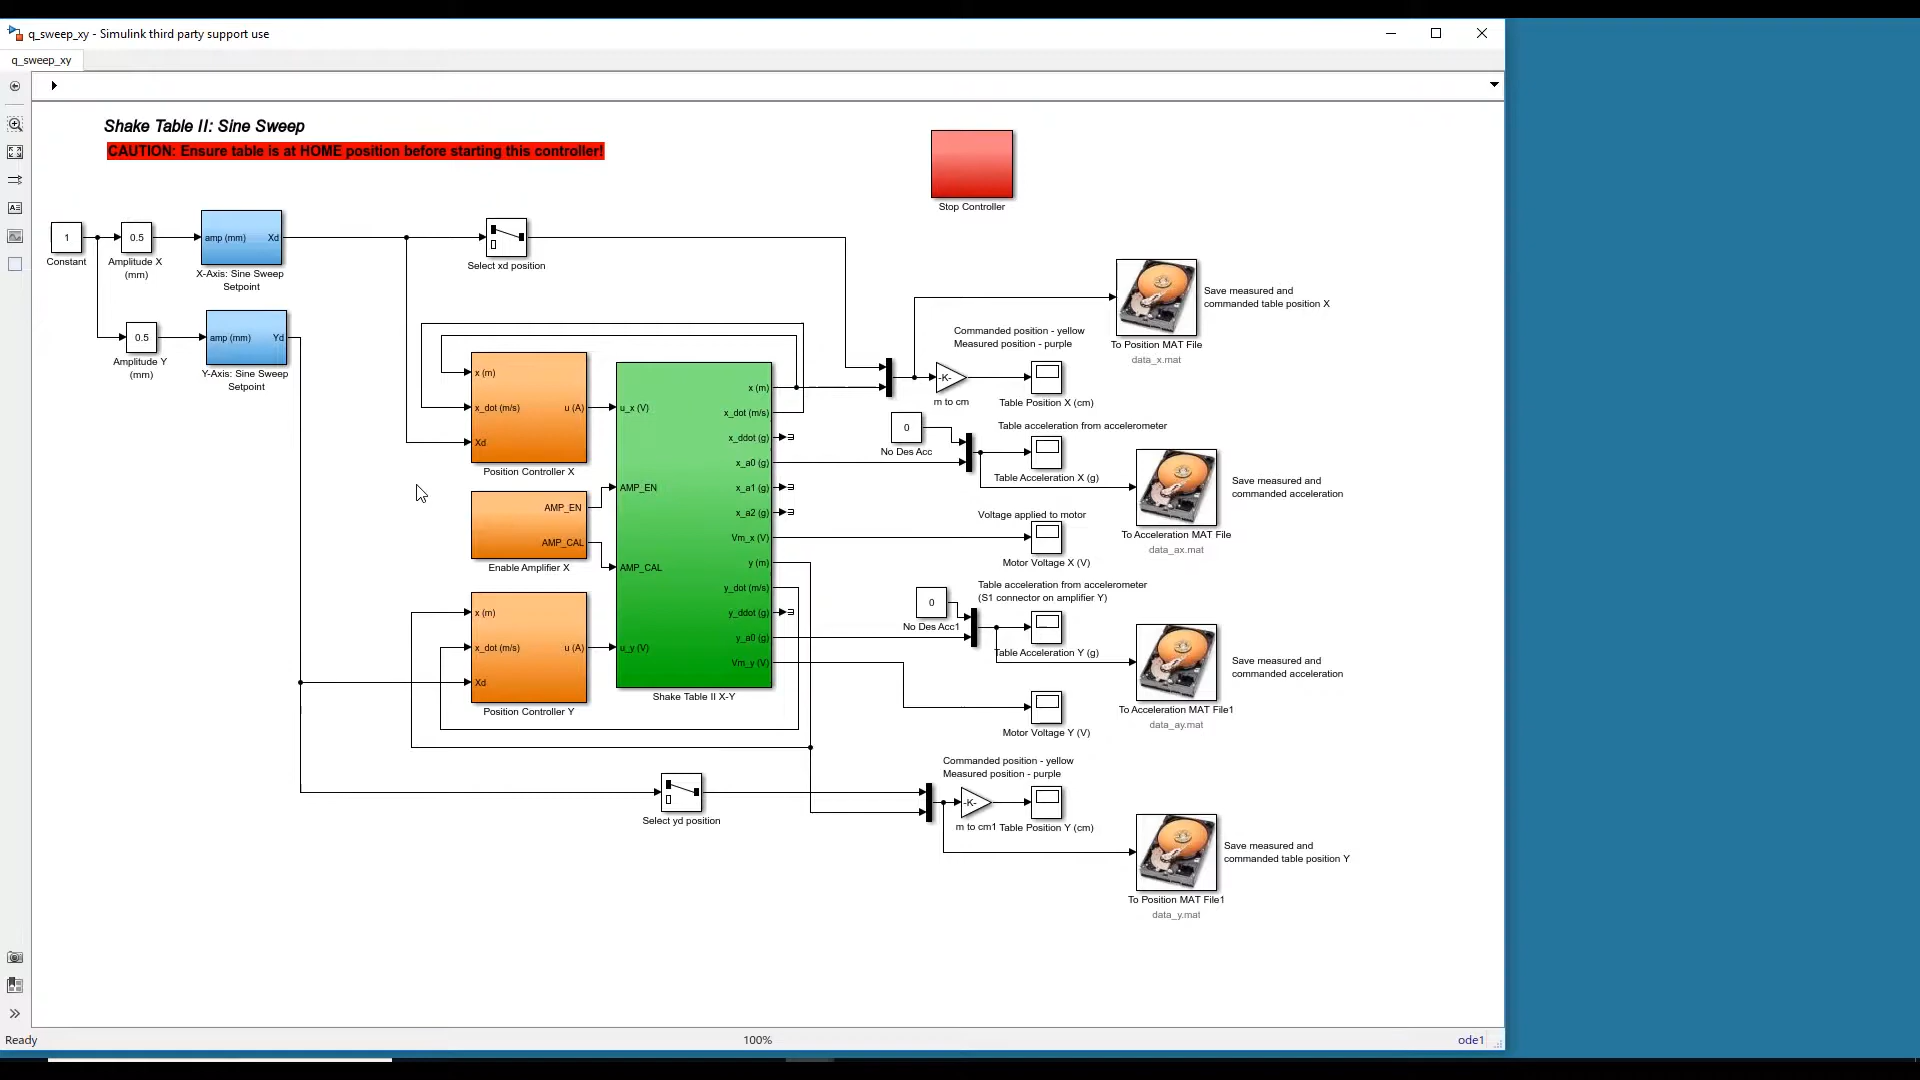 q_sweep_xy - Simulink third party support use
q_sweep_xy
Shake Table II: Sine Sweep
CAUTION: Ensure table is at HOME position before starting this controller!
Stop Controller
1
Constant
0.5
Amplitude X
(mm)
amp (mm) Xd
X-Axis: Sine Sweep
Setpoint
Select xd position
0.5
Amplitude Y
(mm)
amp (mm) Yd
Y-Axis: Sine Sweep
Setpoint
x (m)
x_dot (m/s) u (A)
Xd
Position Controller X
AMP_EN
AMP_CAL
Enable Amplifier X
x (m)
x_dot (m/s) u (A)
Xd
Position Controller Y
u_x (V)
AMP_EN
AMP_CAL
u_y (V)
x (m)
x_dot (m/s)
x_ddot (g)
x_a0 (g)
x_a1 (g)
x_a2 (g)
Vm_x (V)
y (m)
y_dot (m/s)
y_ddot (g)
y_a0 (g)
Vm_y (V)
Shake Table II X-Y
Select yd position
Save measured and
commanded table position X
To Position MAT File
data_x.mat
Commanded position - yellow
Measured position - purple
-K-
m to cm
Table Position X (cm)
0
No Des Acc
Table acceleration from accelerometer
Table Acceleration X (g)
Save measured and
commanded acceleration
To Acceleration MAT File
data_ax.mat
Voltage applied to motor
Motor Voltage X (V)
Table acceleration from accelerometer
(S1 connector on amplifier Y)
0
No Des Acc1
Table Acceleration Y (g)
Save measured and
commanded acceleration
To Acceleration MAT File1
data_ay.mat
Motor Voltage Y (V)
Commanded position - yellow
Measured position - purple
-K-
m to cm1
Table Position Y (cm)
Save measured and
commanded table position Y
To Position MAT File1
data_y.mat
Ready
100%
ode1